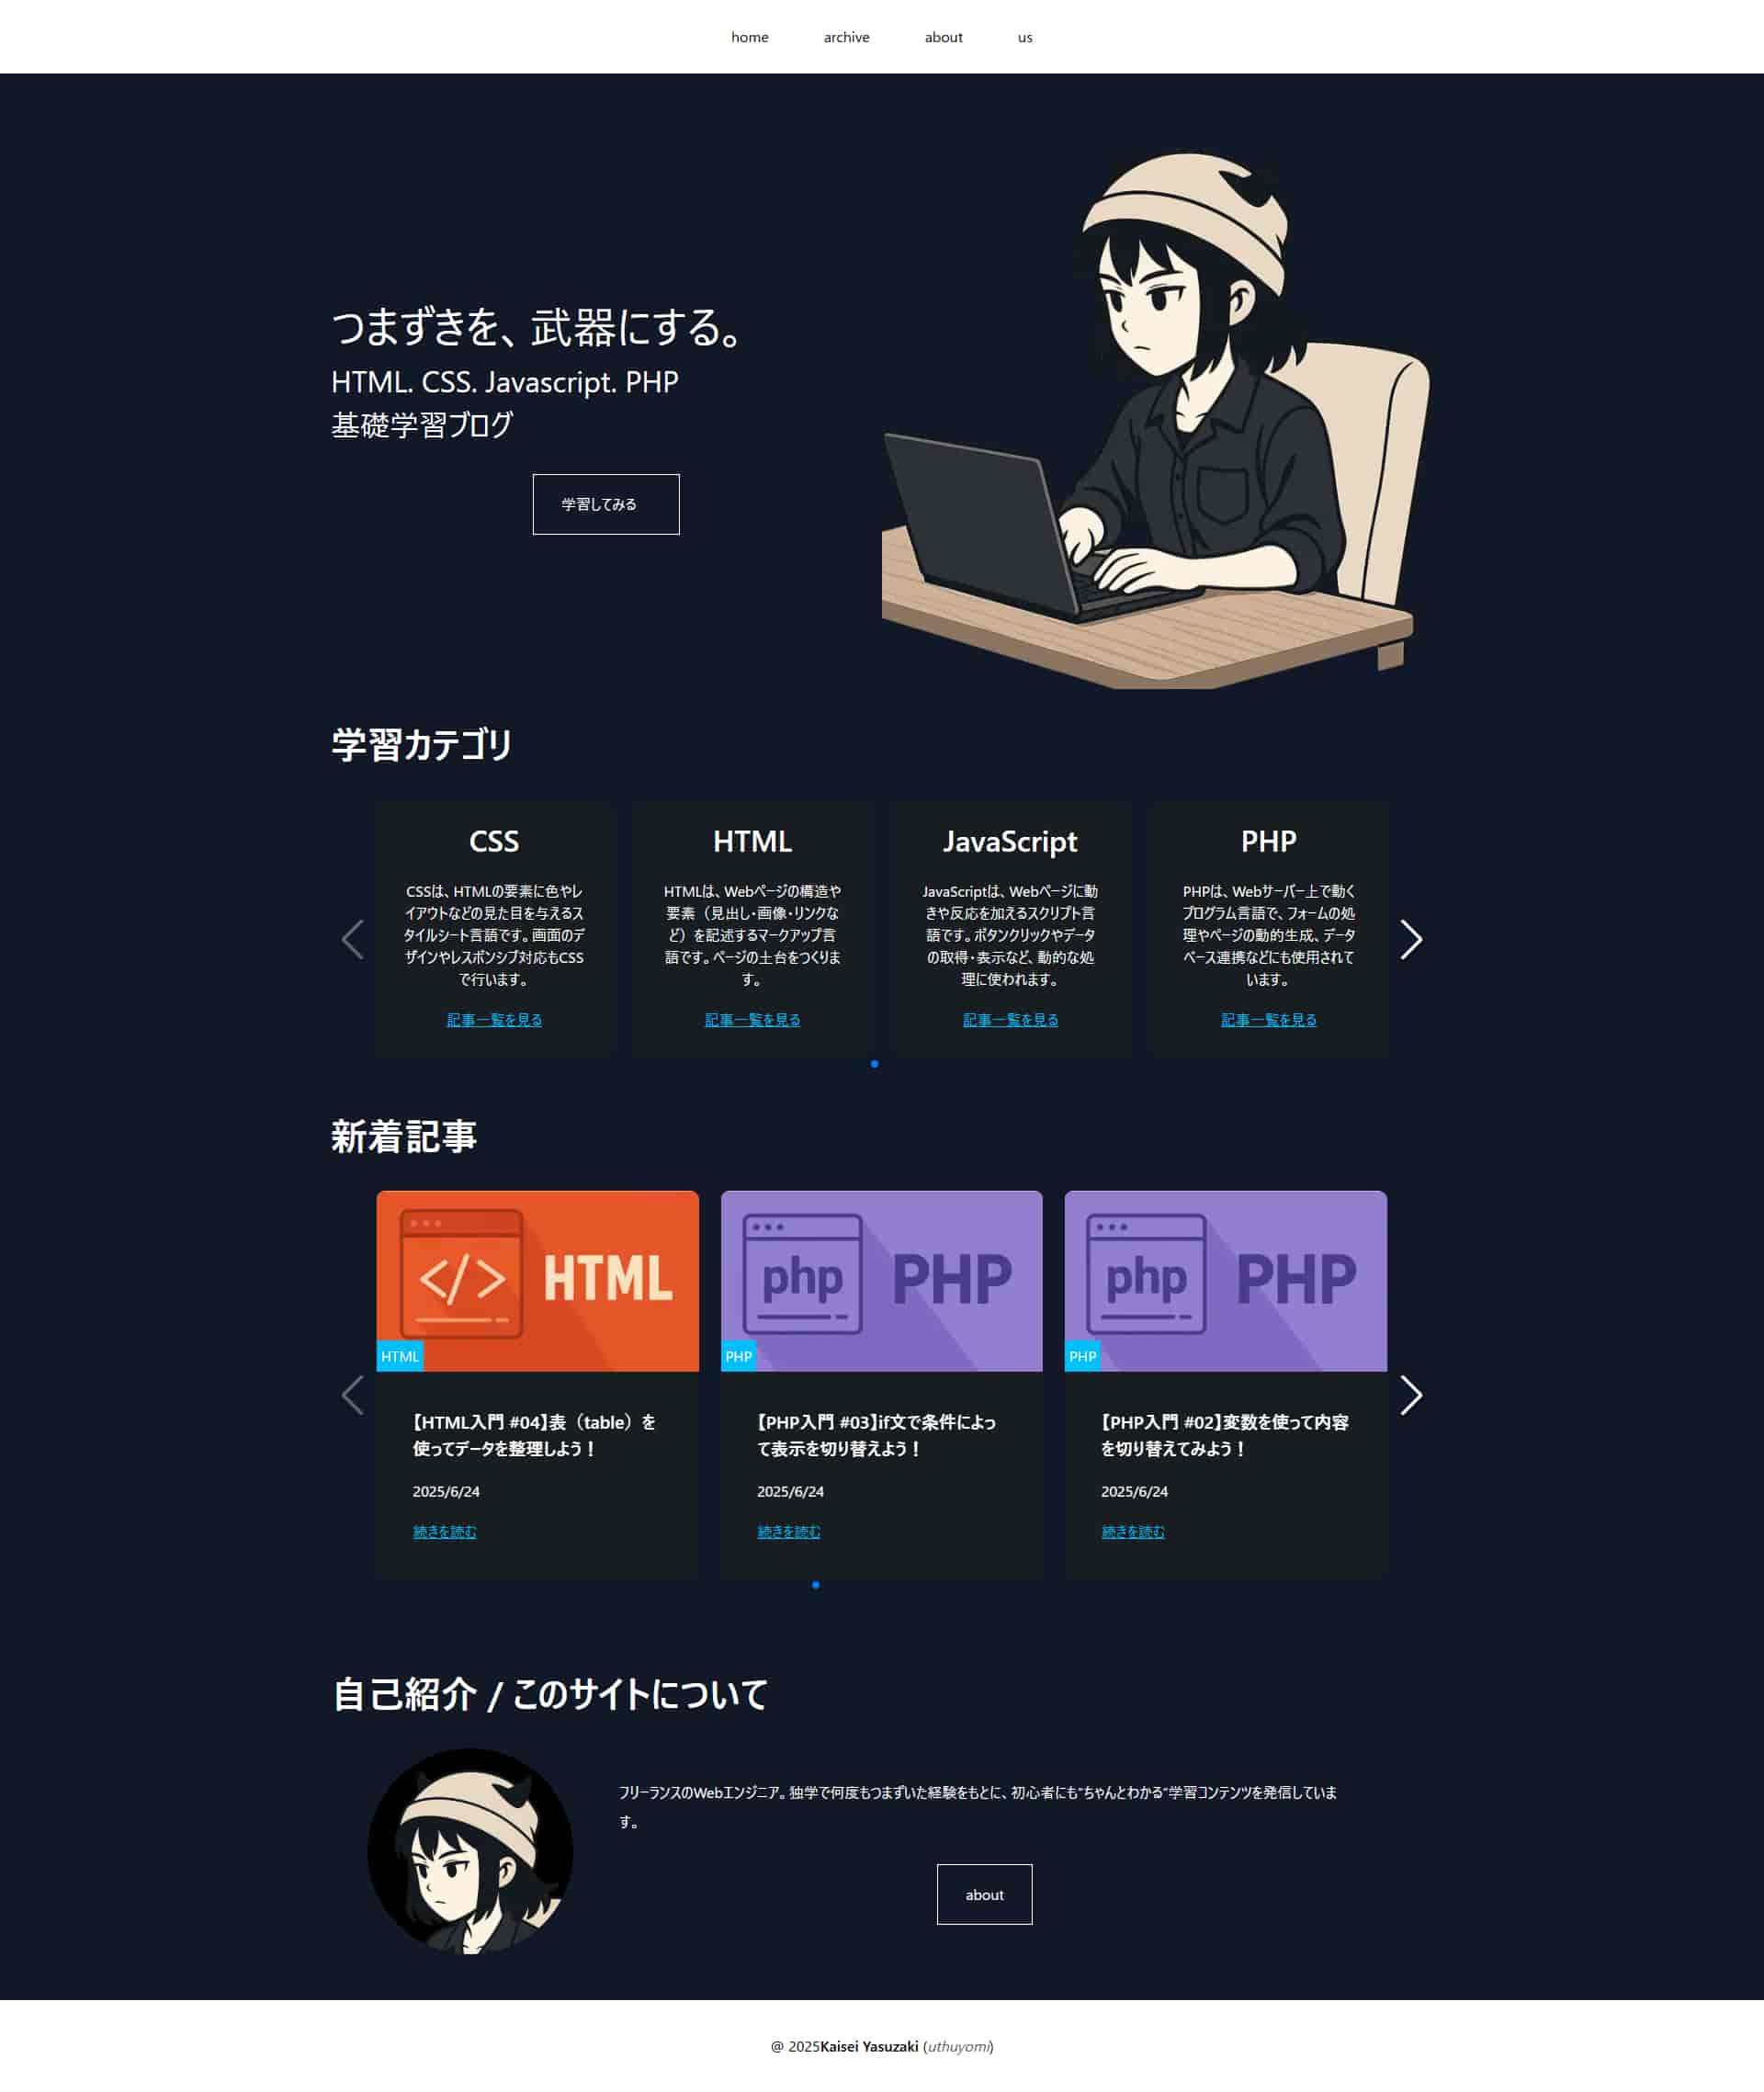 home archive about us
つまずきを、武器にする。
HTML. CSS. Javascript. PHP
基礎学習ブログ
学習してみる
学習カテゴリ
CSS
CSSは、HTMLの要素に色やレ
イアウトなどの見た目を与えるス
タイルシート言語です。画面のデ
ザインやレスポンシブ対応もCSS
で行います。
記事一覧を見る
HTML
HTMLは、Webページの構造や
要素（見出し・画像・リンクな
ど）を記述するマークアップ言
語です。ページの土台をつくりま
す。
記事一覧を見る
JavaScript
JavaScriptは、Webページに動
きや反応を加えるスクリプト言
語です。ボタンクリックやデータ
の取得・表示など、動的な処
理に使われます。
記事一覧を見る
PHP
PHPは、Webサーバー上で動く
プログラム言語で、フォームの処
理やページの動的生成、データ
ベース連携などにも使用されて
います。
記事一覧を見る
新着記事
</> HTML
HTML
【HTML入門 #04】表（table）を
使ってデータを整理しよう！
2025/6/24
続きを読む
php PHP
PHP
【PHP入門 #03】if文で条件によっ
て表示を切り替えよう！
2025/6/24
続きを読む
php PHP
PHP
【PHP入門 #02】変数を使って内容
を切り替えてみよう！
2025/6/24
続きを読む
自己紹介 / このサイトについて
フリーランスのWebエンジニア。独学で何度もつまずいた経験をもとに、初心者にも"ちゃんとわかる"学習コンテンツを発信していま
す。
about
@ 2025Kaisei Yasuzaki (uthuyomi)